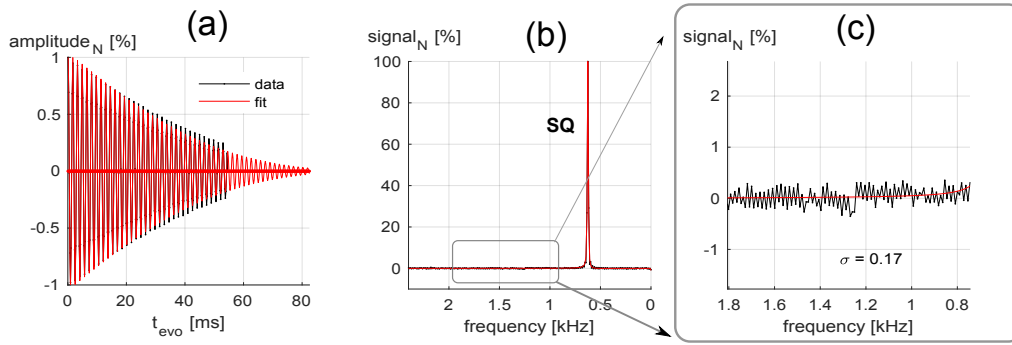 (a)
amplitude_N [%]
1
0.5
0
-0.5
-1
data
fit
0 20 40 60 80
t_evo [ms]
(b)
signal_N [%]
100
80
60
40
20
0
SQ
2 1.5 1 0.5 0
frequency [kHz]
(c)
signal_N [%]
2
1
0
-1
σ = 0.17
1.8 1.6 1.4 1.2 1 0.8
frequency [kHz]